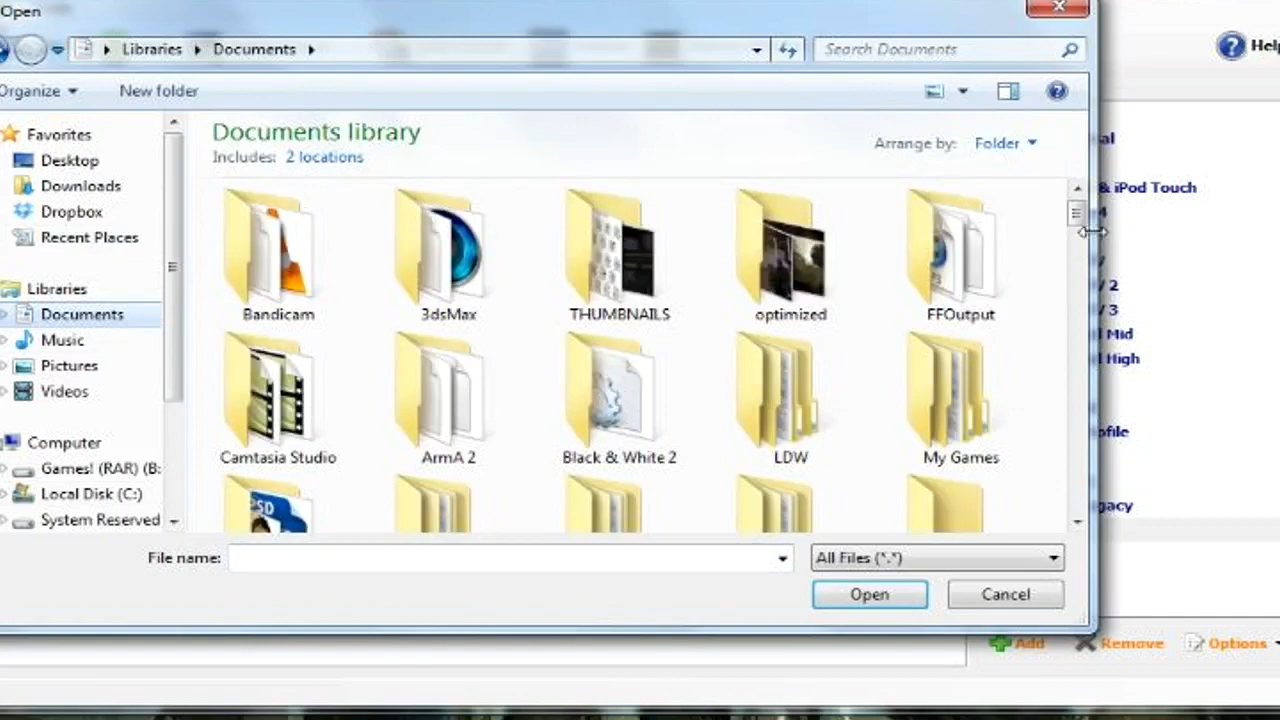 Open
Libraries Documents
Search Documents
Help
Organize
New folder
Documents library
Includes: 2 locations
Arrange by: Folder
Favorites
Desktop
Downloads
Dropbox
Recent Places
Libraries
Documents
Music
Pictures
Videos
Computer
Games! (RAR) (B:
Local Disk (C:)
System Reserved
Bandicam
3dsMax
THUMBNAILS
optimized
FFOutput
Camtasia Studio
ArmA 2
Black & White 2
LDW
My Games
PSD
& iPod Touch
4
2
3
Mid
High
File name:
All Files (*.*)
Open
Cancel
Add
Remove
Options